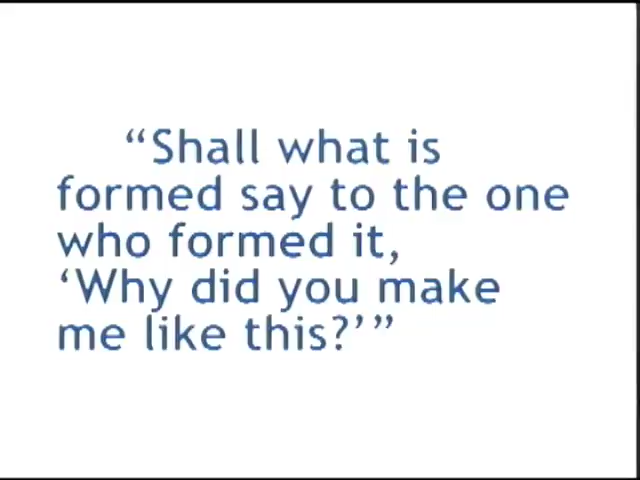 “Shall what is
formed say to the one
who formed it,
‘Why did you make
me like this?’”